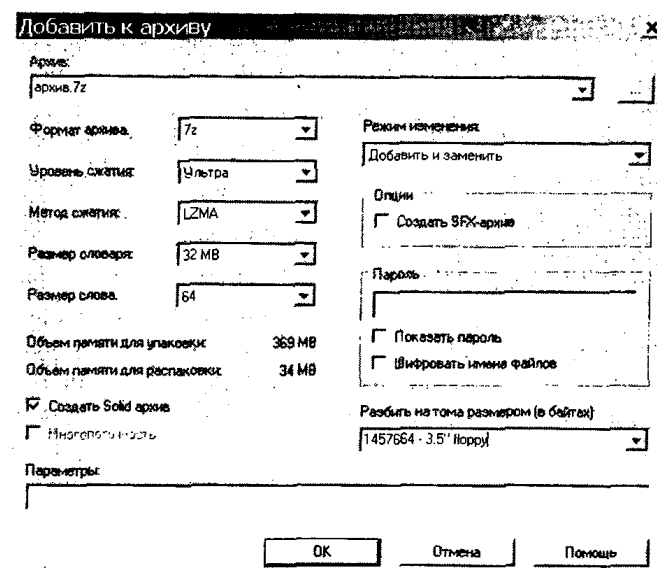 Добавить к архиву
Архив:
архив.7z
...
Формат архива:
7z
Уровень сжатия:
Ультра
Метод сжатия:
LZMA
Размер словаря:
32 MB
Размер слова:
64
Объем памяти для упаковки:
369 MB
Объем памяти для распаковки:
34 MB
Создать Solid архив
Многопоточность
Режим изменения:
Добавить и заменить
Опции
Создать SFX-архив
Пароль
Показать пароль
Шифровать имена файлов
Разбить на тома размером (в байтах):
1457664 - 3.5" floppy
Параметры:
OK
Отмена
Помощь